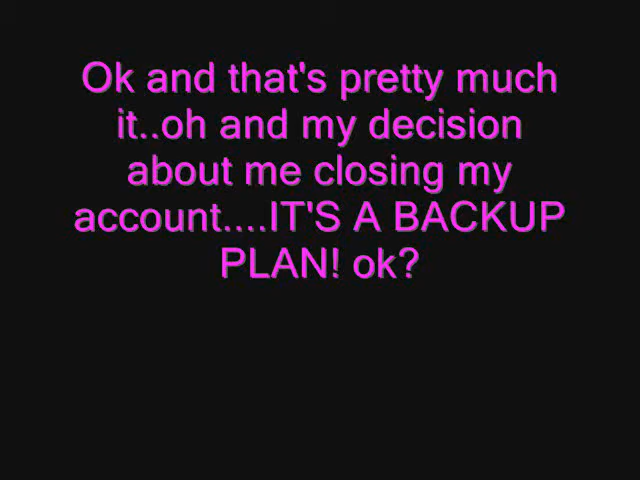 Ok and that's pretty much
it..oh and my decision
about me closing my
account....IT'S A BACKUP
PLAN! ok?